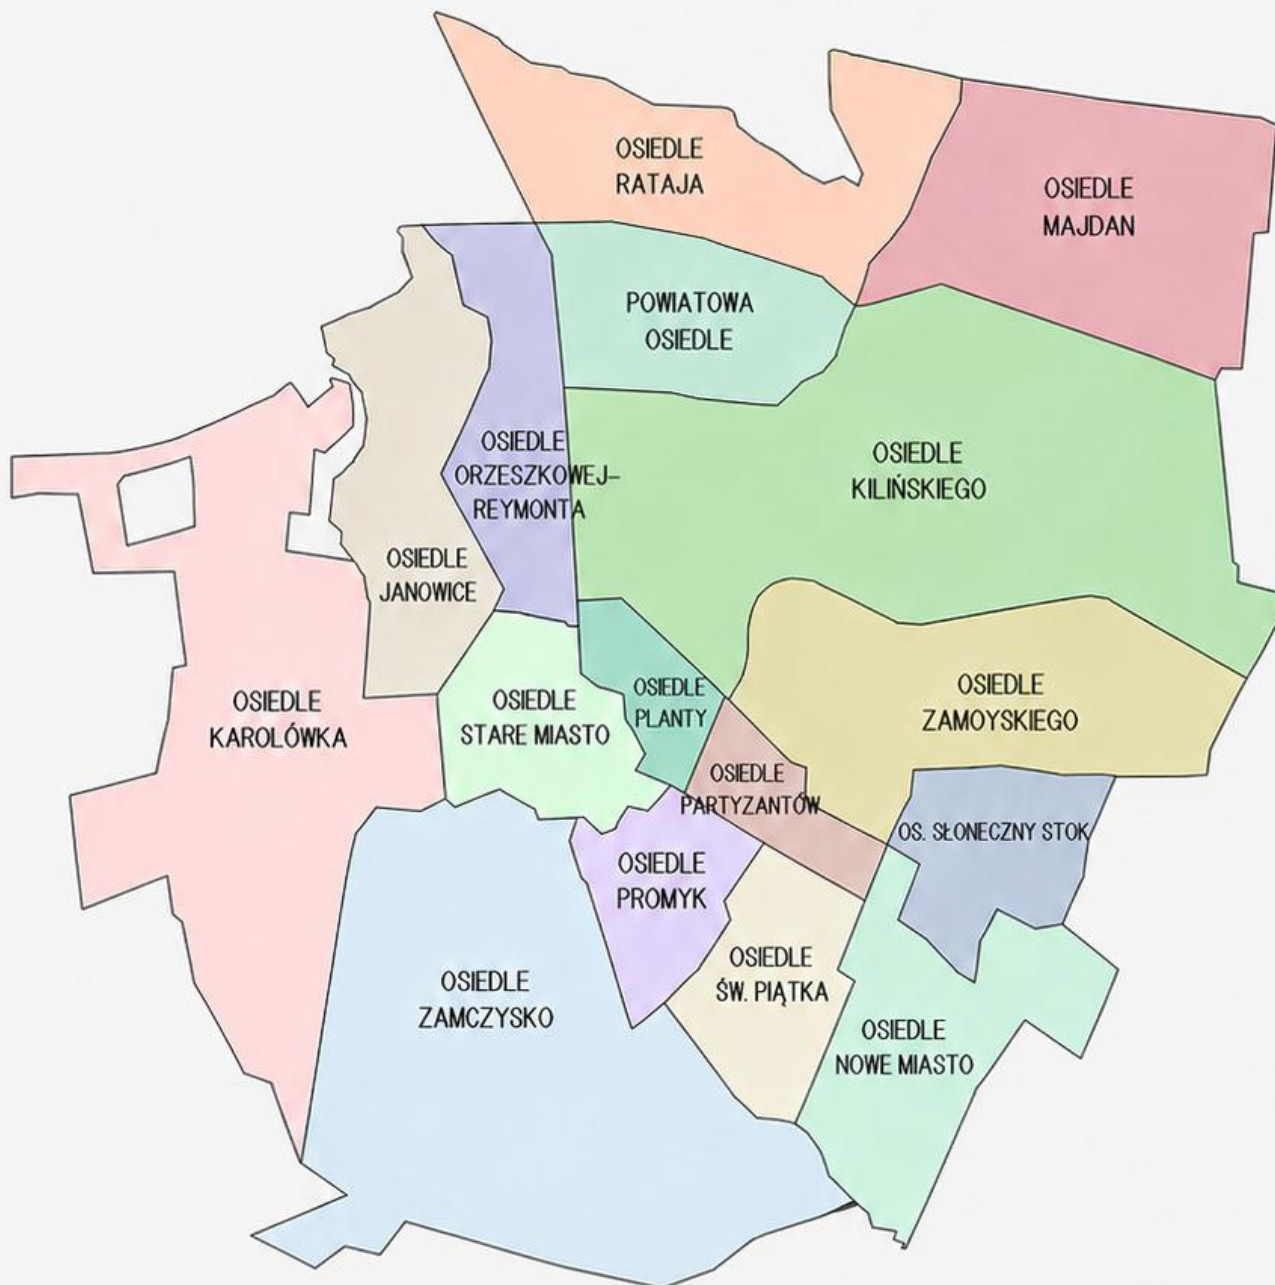 OSIEDLE
RATAJA
OSIEDLE
MAJDAN
POWIATOWA
OSIEDLE
OSIEDLE
ORZESZKOWEJ–
REYMONTA
OSIEDLE
KILIŃSKIEGO
OSIEDLE
JANOWICE
OSIEDLE
KAROLÓWKA
OSIEDLE
STARE MIASTO
OSIEDLE
PLANTY
OSIEDLE
ZAMOYSKIEGO
OSIEDLE
PARTYZANTÓW
OS. SŁONECZNY STOK
OSIEDLE
PROMYK
OSIEDLE
ŚW. PIĄTKA
OSIEDLE
ZAMCZYSKO
OSIEDLE
NOWE MIASTO